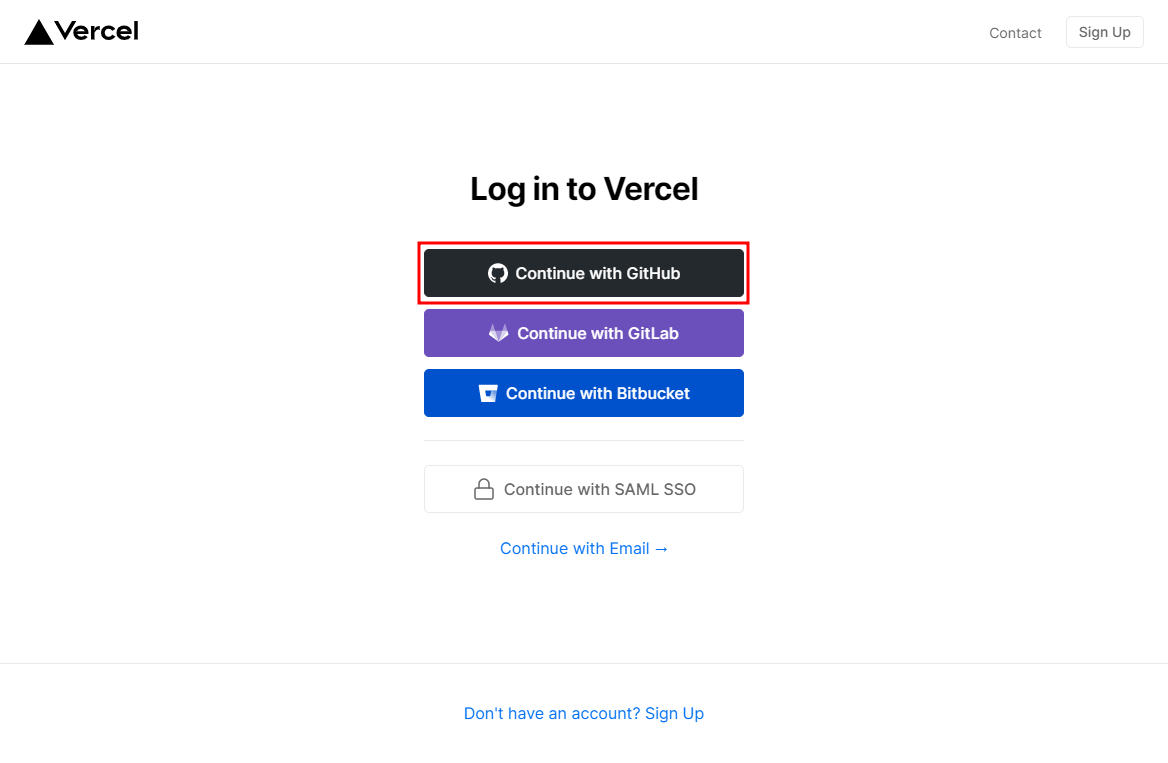 Vercel
Contact
Sign Up
Log in to Vercel
Continue with GitHub
Continue with GitLab
Continue with Bitbucket
Continue with SAML SSO
Continue with Email →
Don't have an account? Sign Up